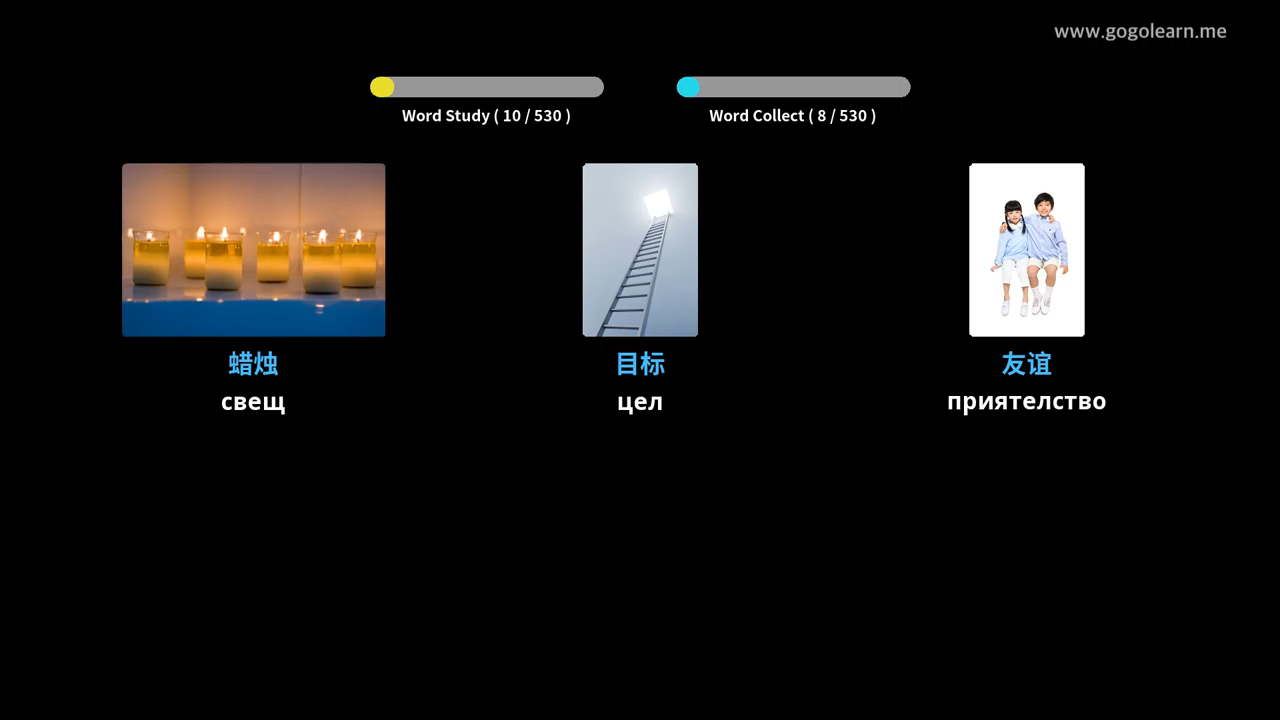 www.gogolearn.me
Word Study ( 10 / 530 )
Word Collect ( 8 / 530 )
蜡烛
目标
友谊
свещ
цел
приятелство